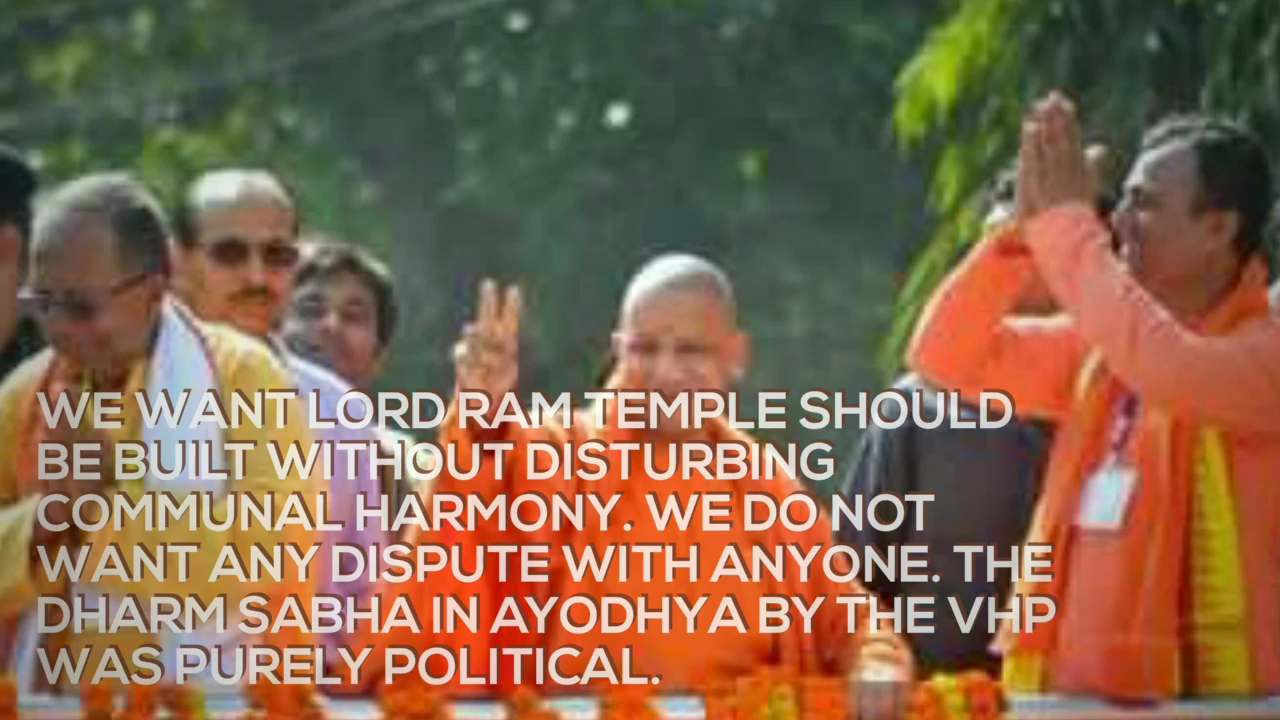 WE WANT LORD RAM TEMPLE SHOULD
BE BUILT WITHOUT DISTURBING
COMMUNAL HARMONY. WE DO NOT
WANT ANY DISPUTE WITH ANYONE. THE
DHARM SABHA IN AYODHYA BY THE VHP
WAS PURELY POLITICAL.